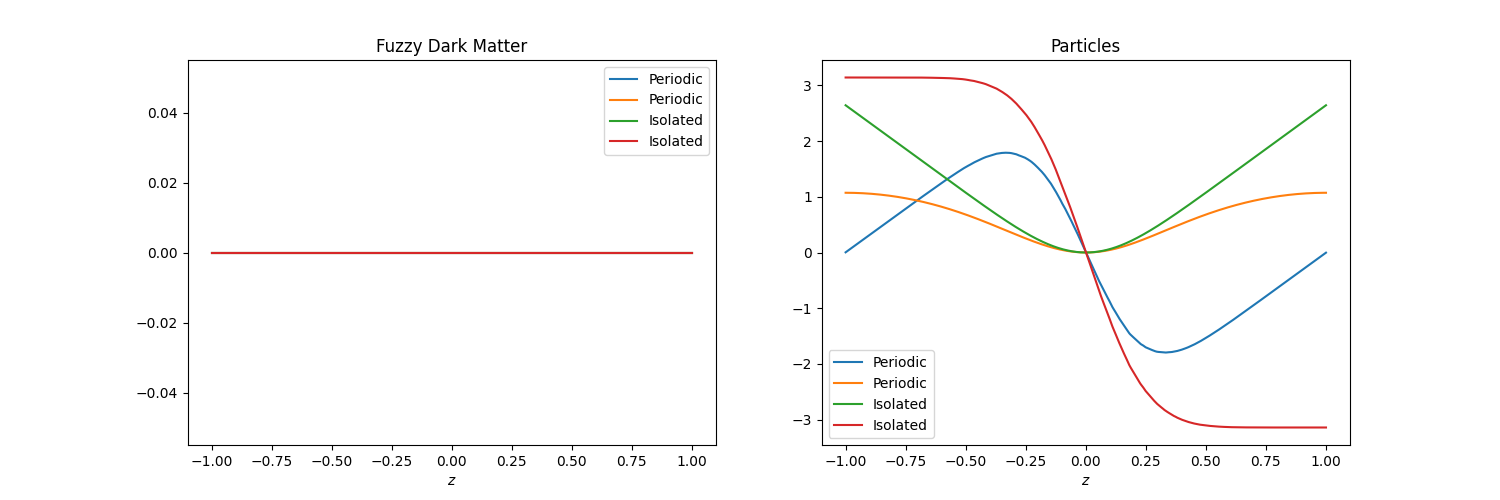 Fuzzy Dark Matter
Periodic
Periodic
Isolated
Isolated
0.04
0.02
0.00
−0.02
−0.04
−1.00 −0.75 −0.50 −0.25 0.00 0.25 0.50 0.75 1.00
z
Particles
3
2
1
0
−1
−2
−3
Periodic
Periodic
Isolated
Isolated
−1.00 −0.75 −0.50 −0.25 0.00 0.25 0.50 0.75 1.00
z